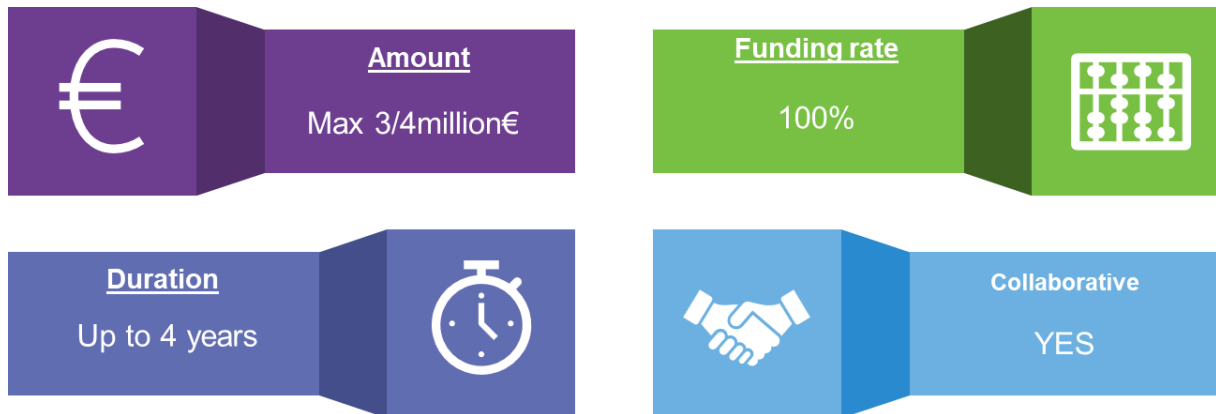 Amount
Max 3/4million€
Funding rate
100%
Duration
Up to 4 years
Collaborative
YES